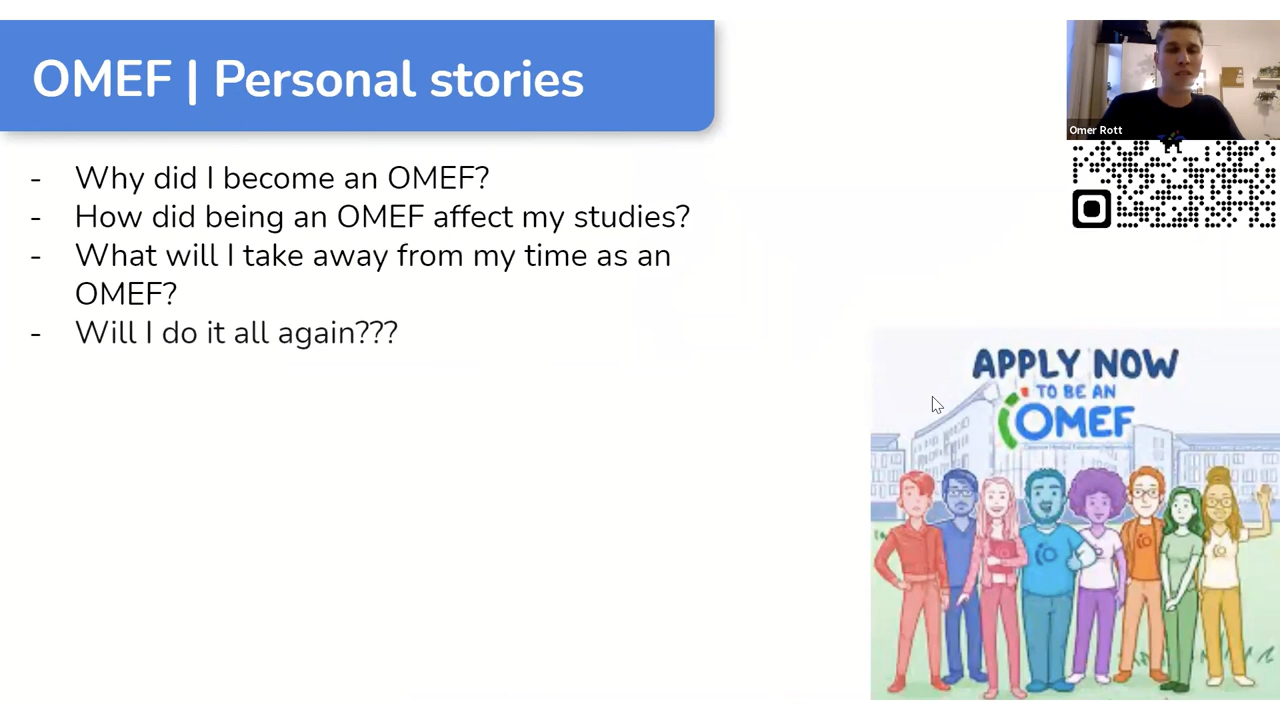 OMEF | Personal stories
Omer Rott
- Why did I become an OMEF?
- How did being an OMEF affect my studies?
- What will I take away from my time as an
OMEF?
- Will I do it all again???
APPLY NOW
TO BE AN
OMEF